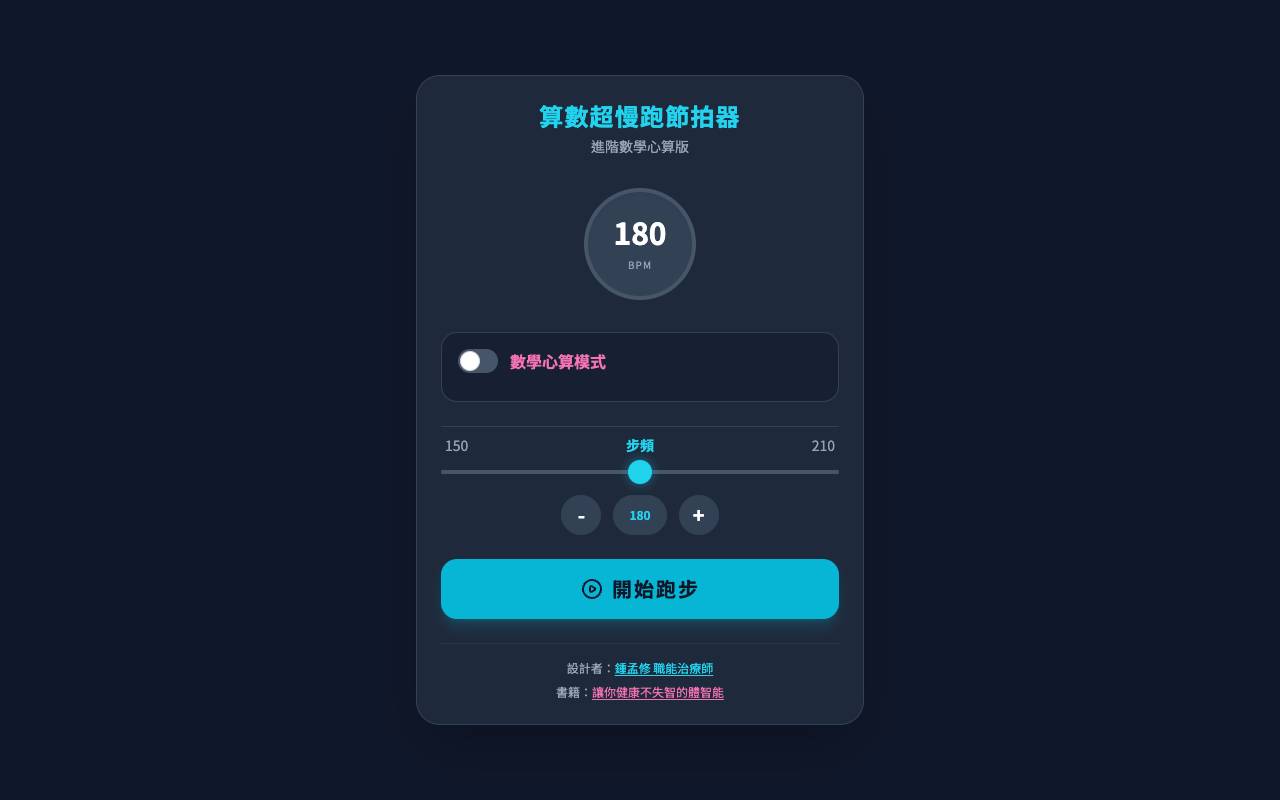 算數超慢跑節拍器
進階數學心算版
180
BPM
數學心算模式
150 步頻 210
- 180 +
開始跑步
設計者：鍾孟修 職能治療師
書籍：讓你健康不失智的體智能